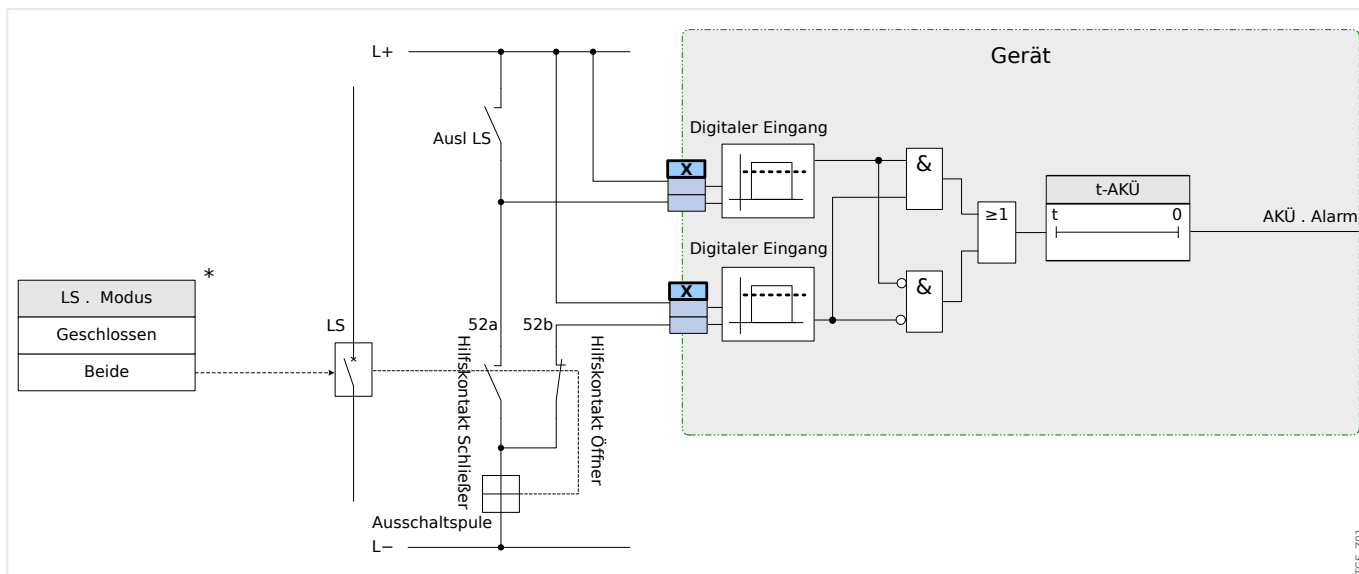 Gerät
L+
Digitaler Eingang
Ausl LS
X
&
t-AKÜ
≥1
t
0
AKÜ . Alarm
Digitaler Eingang
*
LS . Modus
Geschlossen
Beide
LS
52a
52b
X
&
Hilfskontakt Schließer
Hilfskontakt Öffner
Ausschaltspule
L−